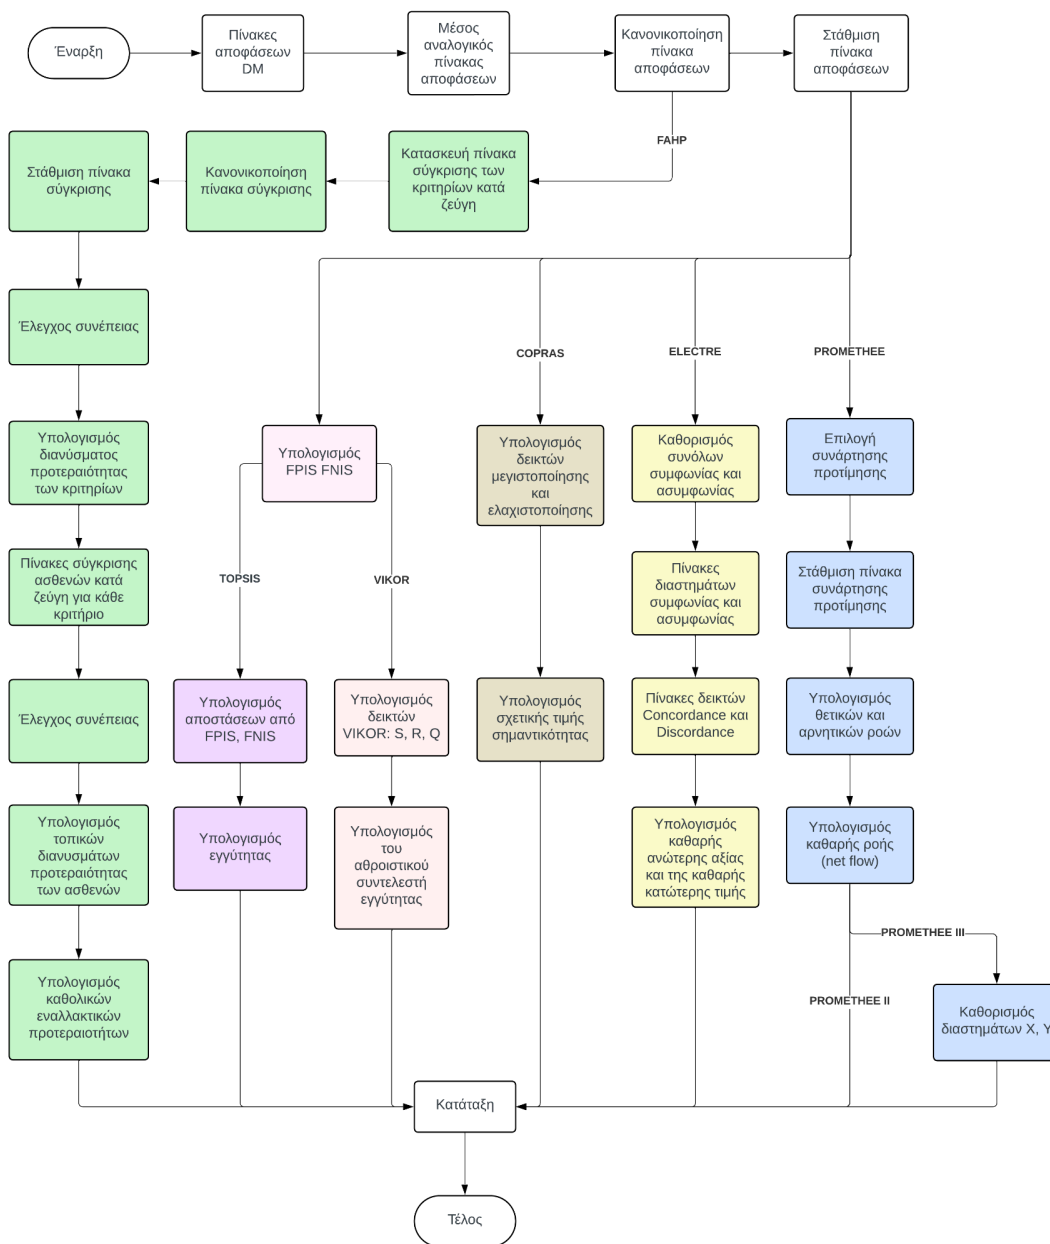 Έναρξη
Πίνακες
αποφάσεων
DM
Μέσος
αναλογικός
πίνακας
αποφάσεων
Κανονικοποίηση
πίνακα
αποφάσεων
Στάθμιση
πίνακα
αποφάσεων
FAHP
Στάθμιση πίνακα
σύγκρισης
Κανονικοποίηση
πίνακα σύγκρισης
Κατασκευή πίνακα
σύγκρισης των
κριτηρίων κατά
ζεύγη
Έλεγχος συνέπειας
COPRAS
ELECTRE
PROMETHEE
Υπολογισμός
διανύσματος
προτεραιότητας
των κριτηρίων
Υπολογισμός
FPIS FNIS
Υπολογισμός
δεικτών
μεγιστοποίησης
και
ελαχιστοποίησης
Καθορισμός
συνόλων
συμφωνίας και
ασυμφωνίας
Επιλογή
συνάρτησης
προτίμησης
Πίνακες σύγκρισης
ασθενών κατά
ζεύγη για κάθε
κριτήριο
TOPSIS
VIKOR
Πίνακες
διαστημάτων
συμφωνίας και
ασυμφωνίας
Στάθμιση πίνακα
συνάρτησης
προτίμησης
Έλεγχος συνέπειας
Υπολογισμός
αποστάσεων από
FPIS, FNIS
Υπολογισμός
δεικτών
VIKOR: S, R, Q
Υπολογισμός
σχετικής τιμής
σημαντικότητας
Πίνακες δεικτών
Concordance και
Discordance
Υπολογισμός
θετικών και
αρνητικών ροών
Υπολογισμός
τοπικών
διανυσμάτων
προτεραιότητας
των ασθενών
Υπολογισμός
εγγύτητας
Υπολογισμός
του
αθροιστικού
συντελεστή
εγγύτητας
Υπολογισμός
καθαρής
ανώτερης αξίας
και της καθαρής
κατώτερης τιμής
Υπολογισμός
καθαρής ροής
(net flow)
PROMETHEE III
PROMETHEE II
Υπολογισμός
καθολικών
εναλλακτικών
προτεραιοτήτων
Καθορισμός
διαστημάτων X, Y
Κατάταξη
Τέλος